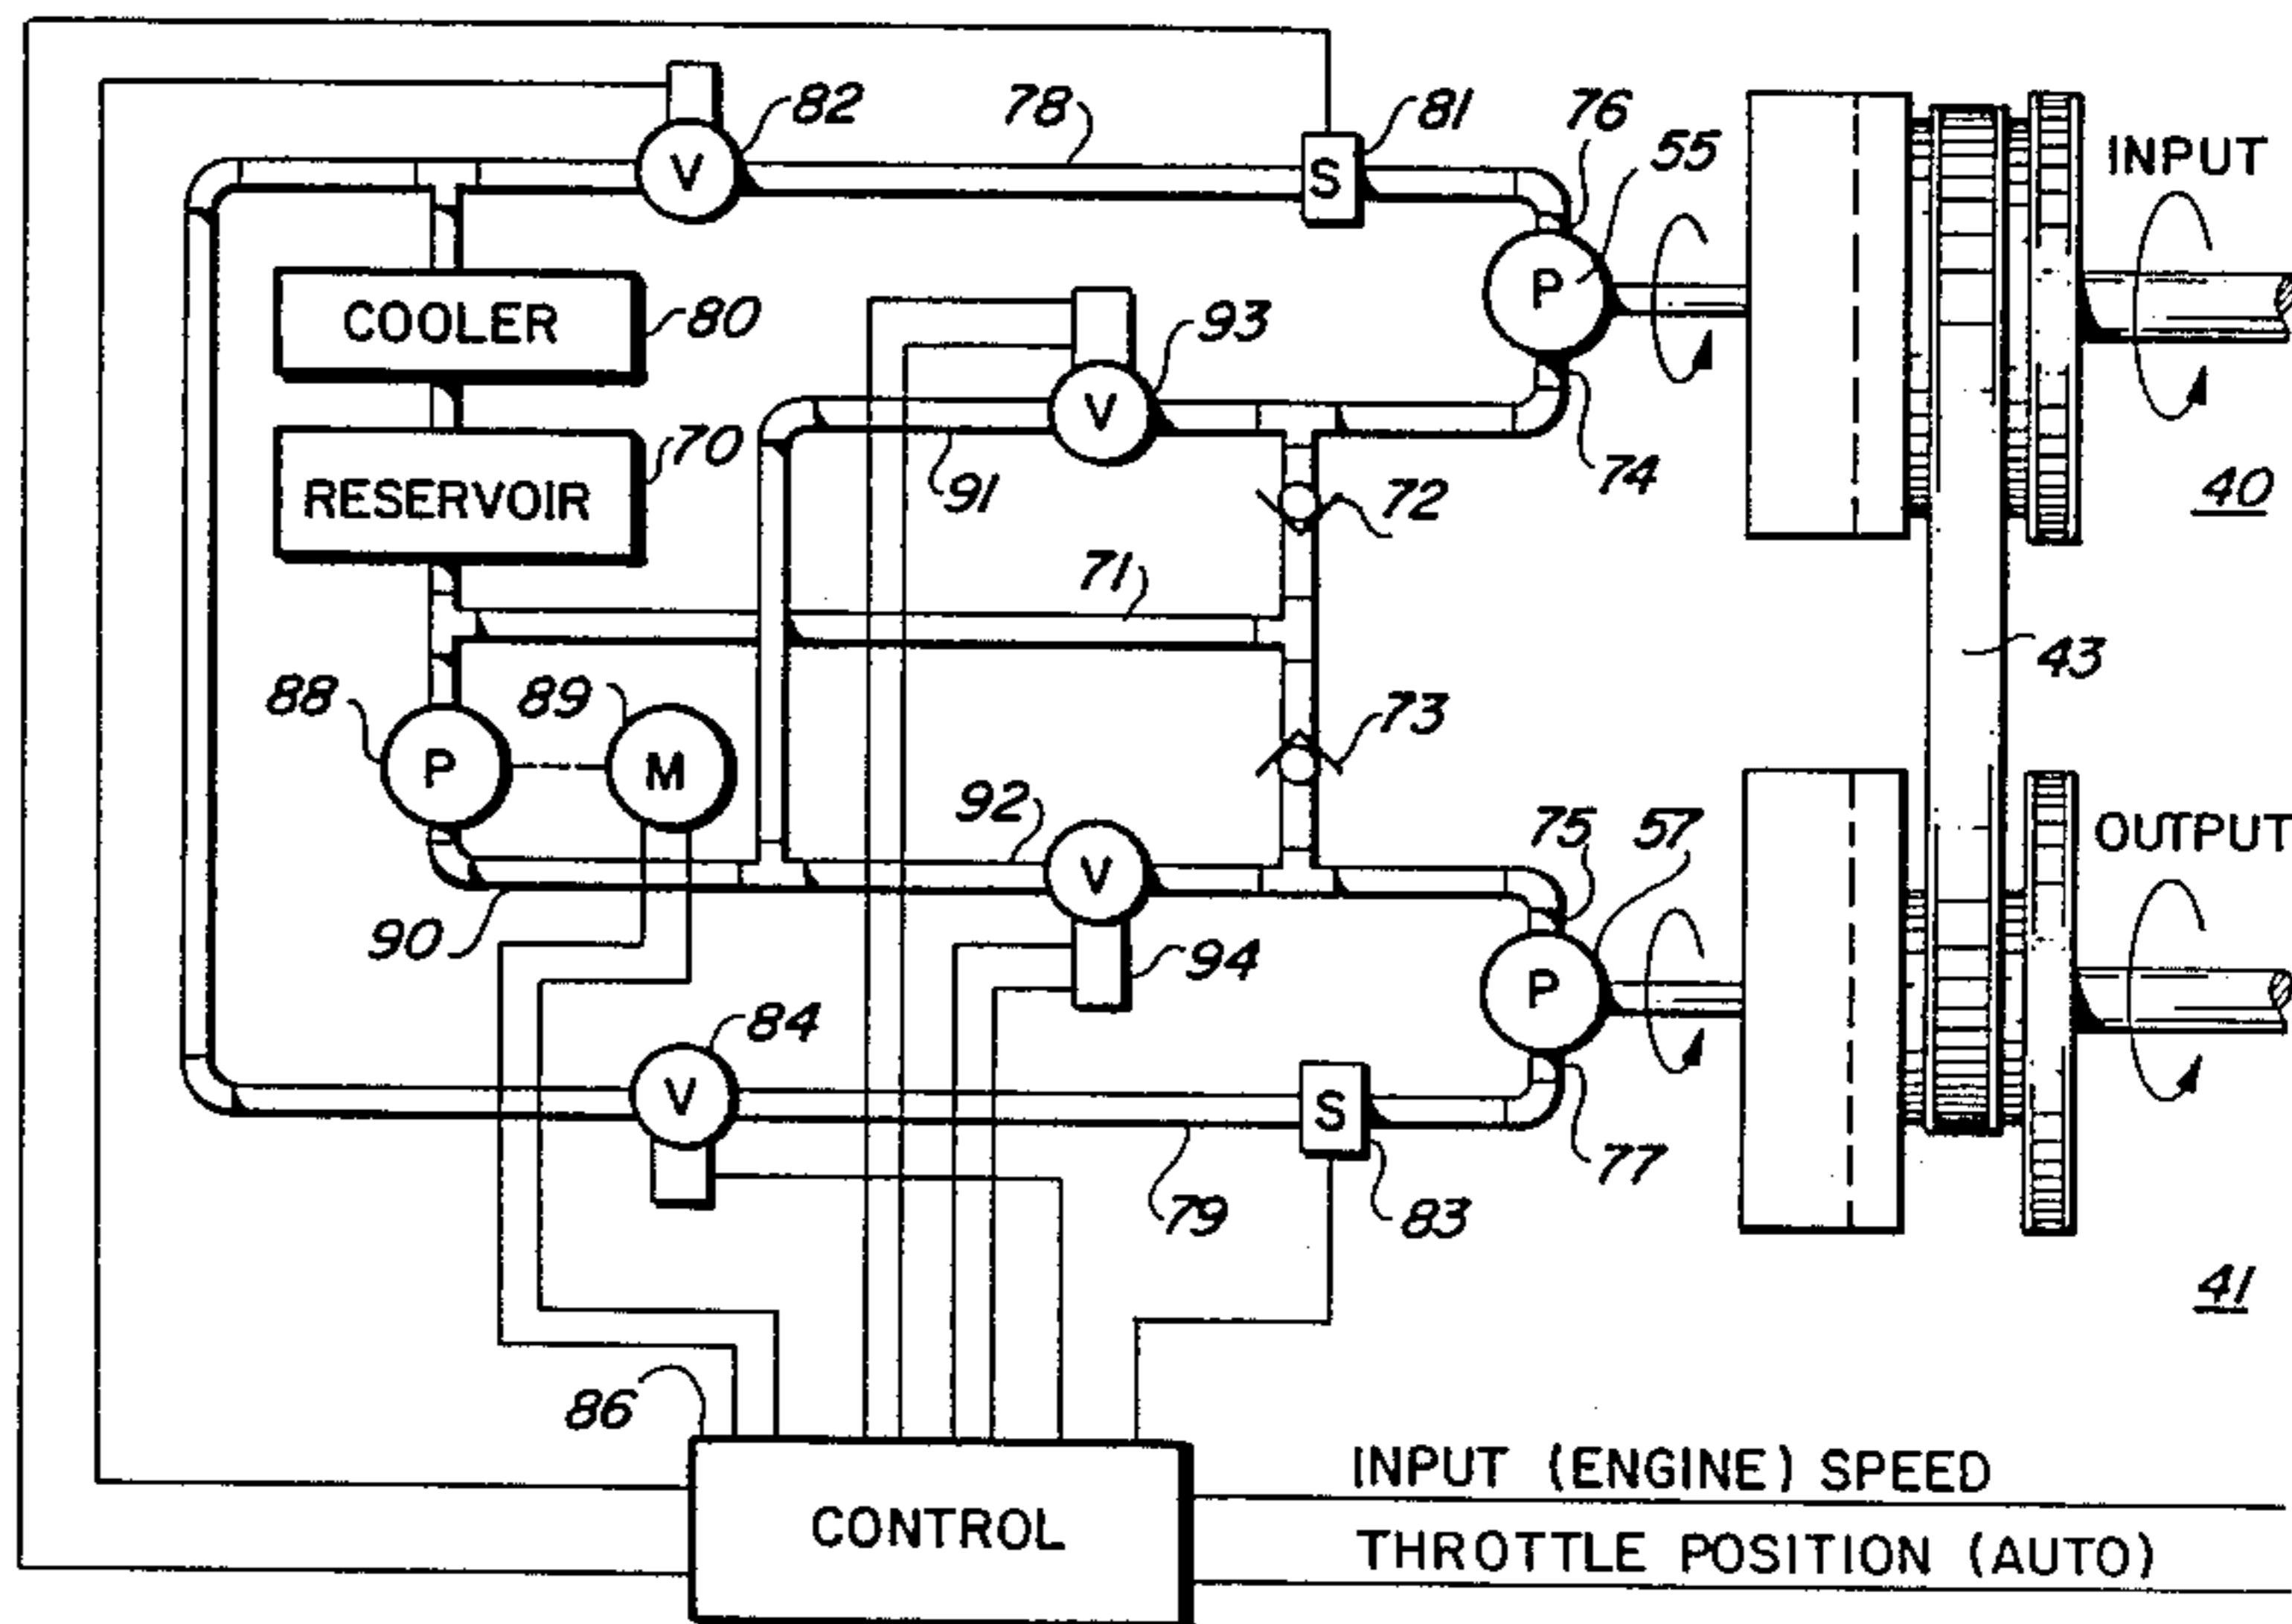 82
78
81
76
55
INPUT
V
S
P
COOLER
80
93
V
RESERVOIR
70
91
74
72
40
71
43
88
89
73
P
M
92
75
57
OUTPUT
V
90
94
P
84
V
S
77
79
83
41
86
CONTROL
INPUT (ENGINE) SPEED
THROTTLE POSITION (AUTO)